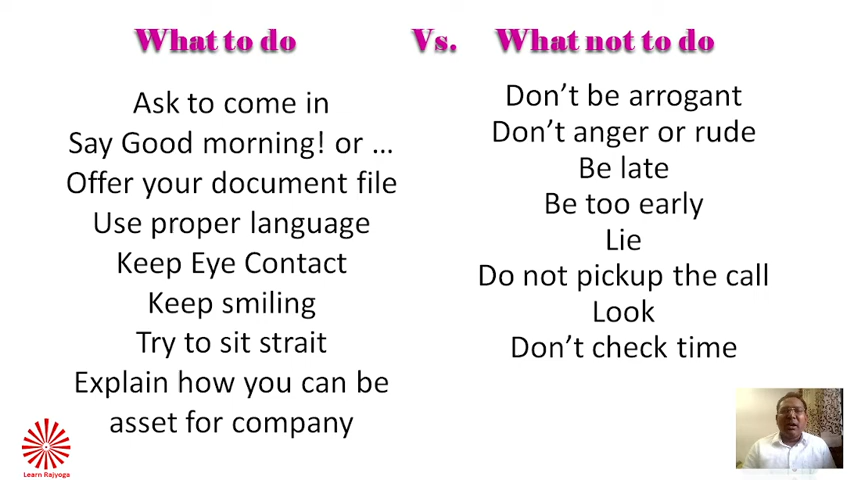 What to do
Vs.
What not to do
Ask to come in
Say Good morning! or ...
Offer your document file
Use proper language
Keep Eye Contact
Keep smiling
Try to sit strait
Explain how you can be
asset for company
Don't be arrogant
Don't anger or rude
Be late
Be too early
Lie
Do not pickup the call
Look
Don't check time
Learn Rajyoga